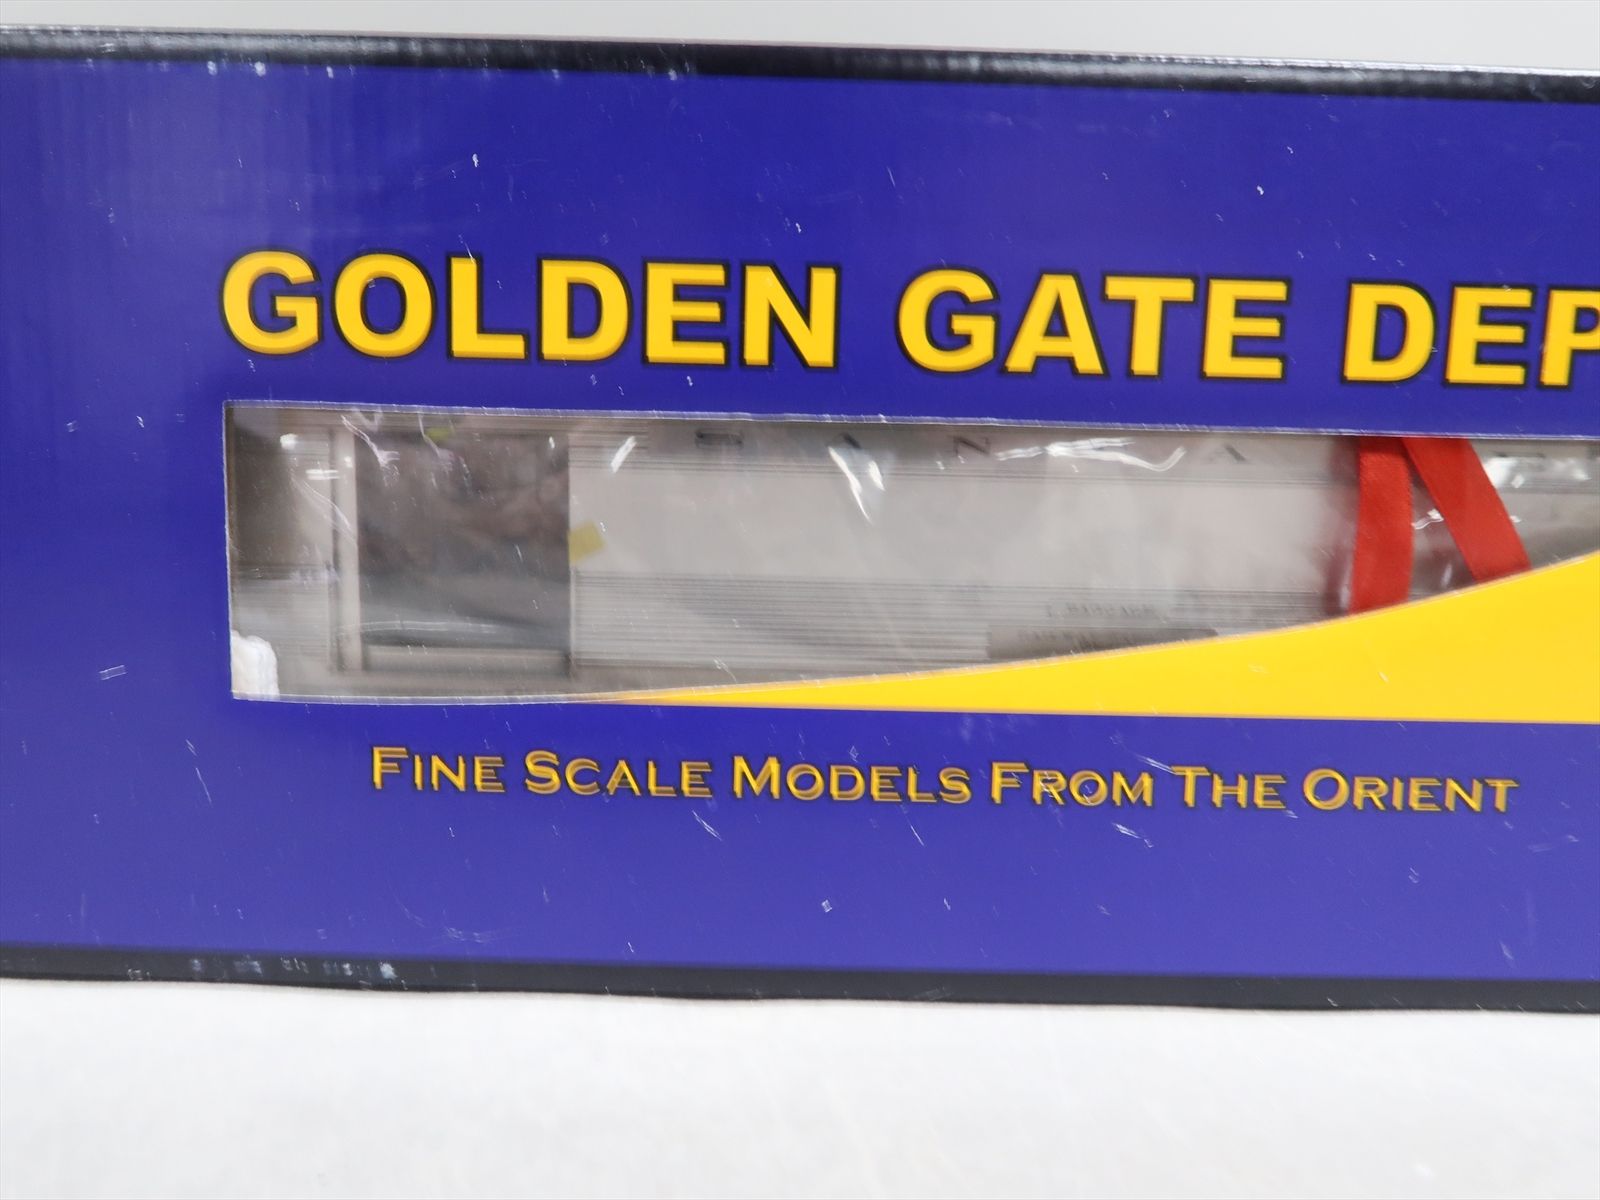 GOLDEN GATE DEP
FINE SCALE MODELS FROM THE ORIENT